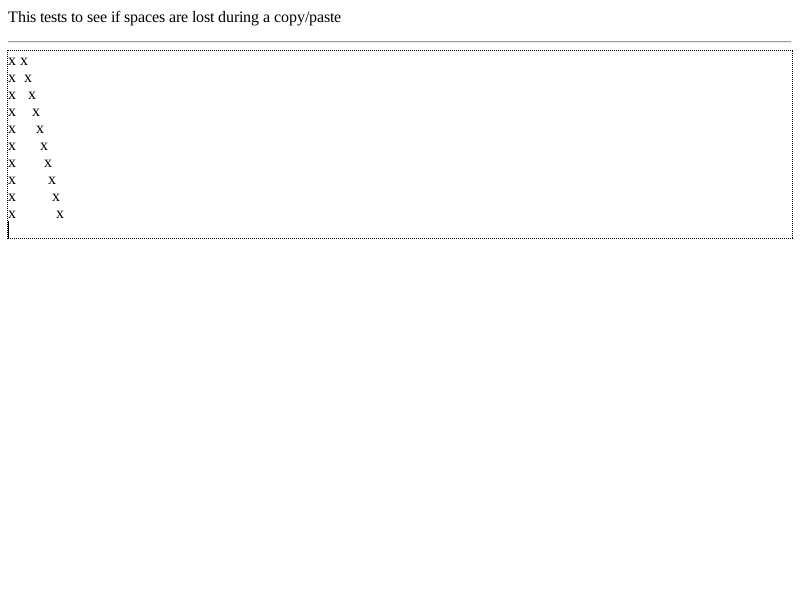 This tests to see if spaces are lost during a copy/paste
x x
x  x
x   x
x    x
x     x
x      x
x       x
x        x
x         x
x          x